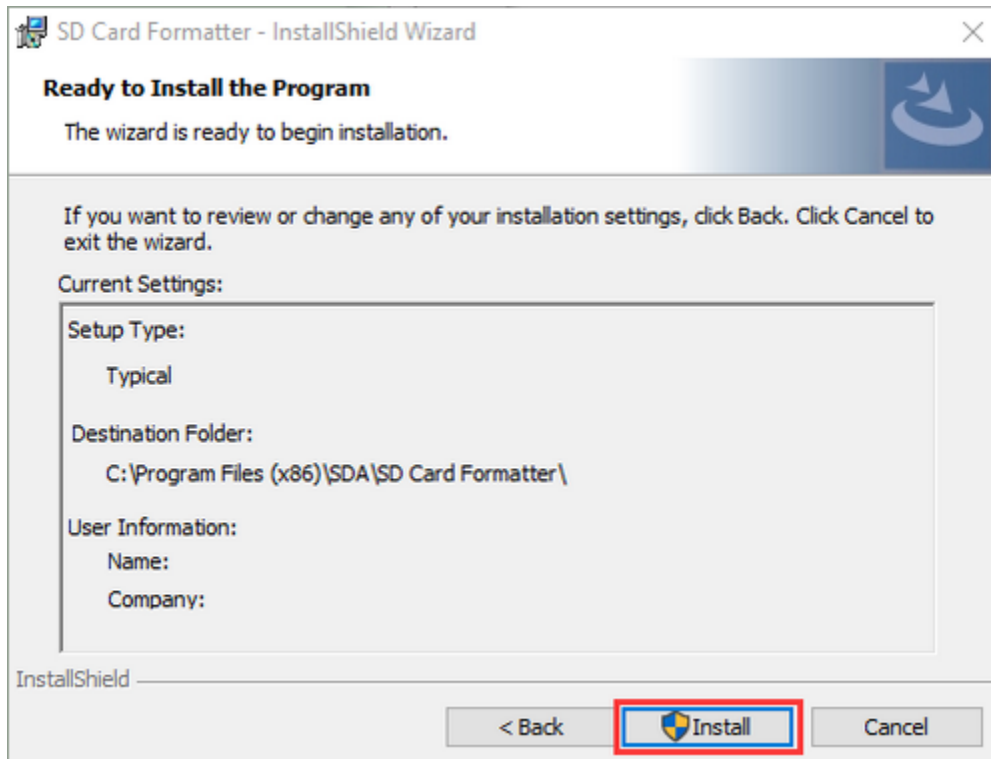 SD Card Formatter - InstallShield Wizard
Ready to Install the Program
The wizard is ready to begin installation.
If you want to review or change any of your installation settings, click Back. Click Cancel to
exit the wizard.
Current Settings:
Setup Type:
Typical
Destination Folder:
C:\Program Files (x86)\SDA\SD Card Formatter\
User Information:
Name:
Company:
InstallShield
< Back Install Cancel